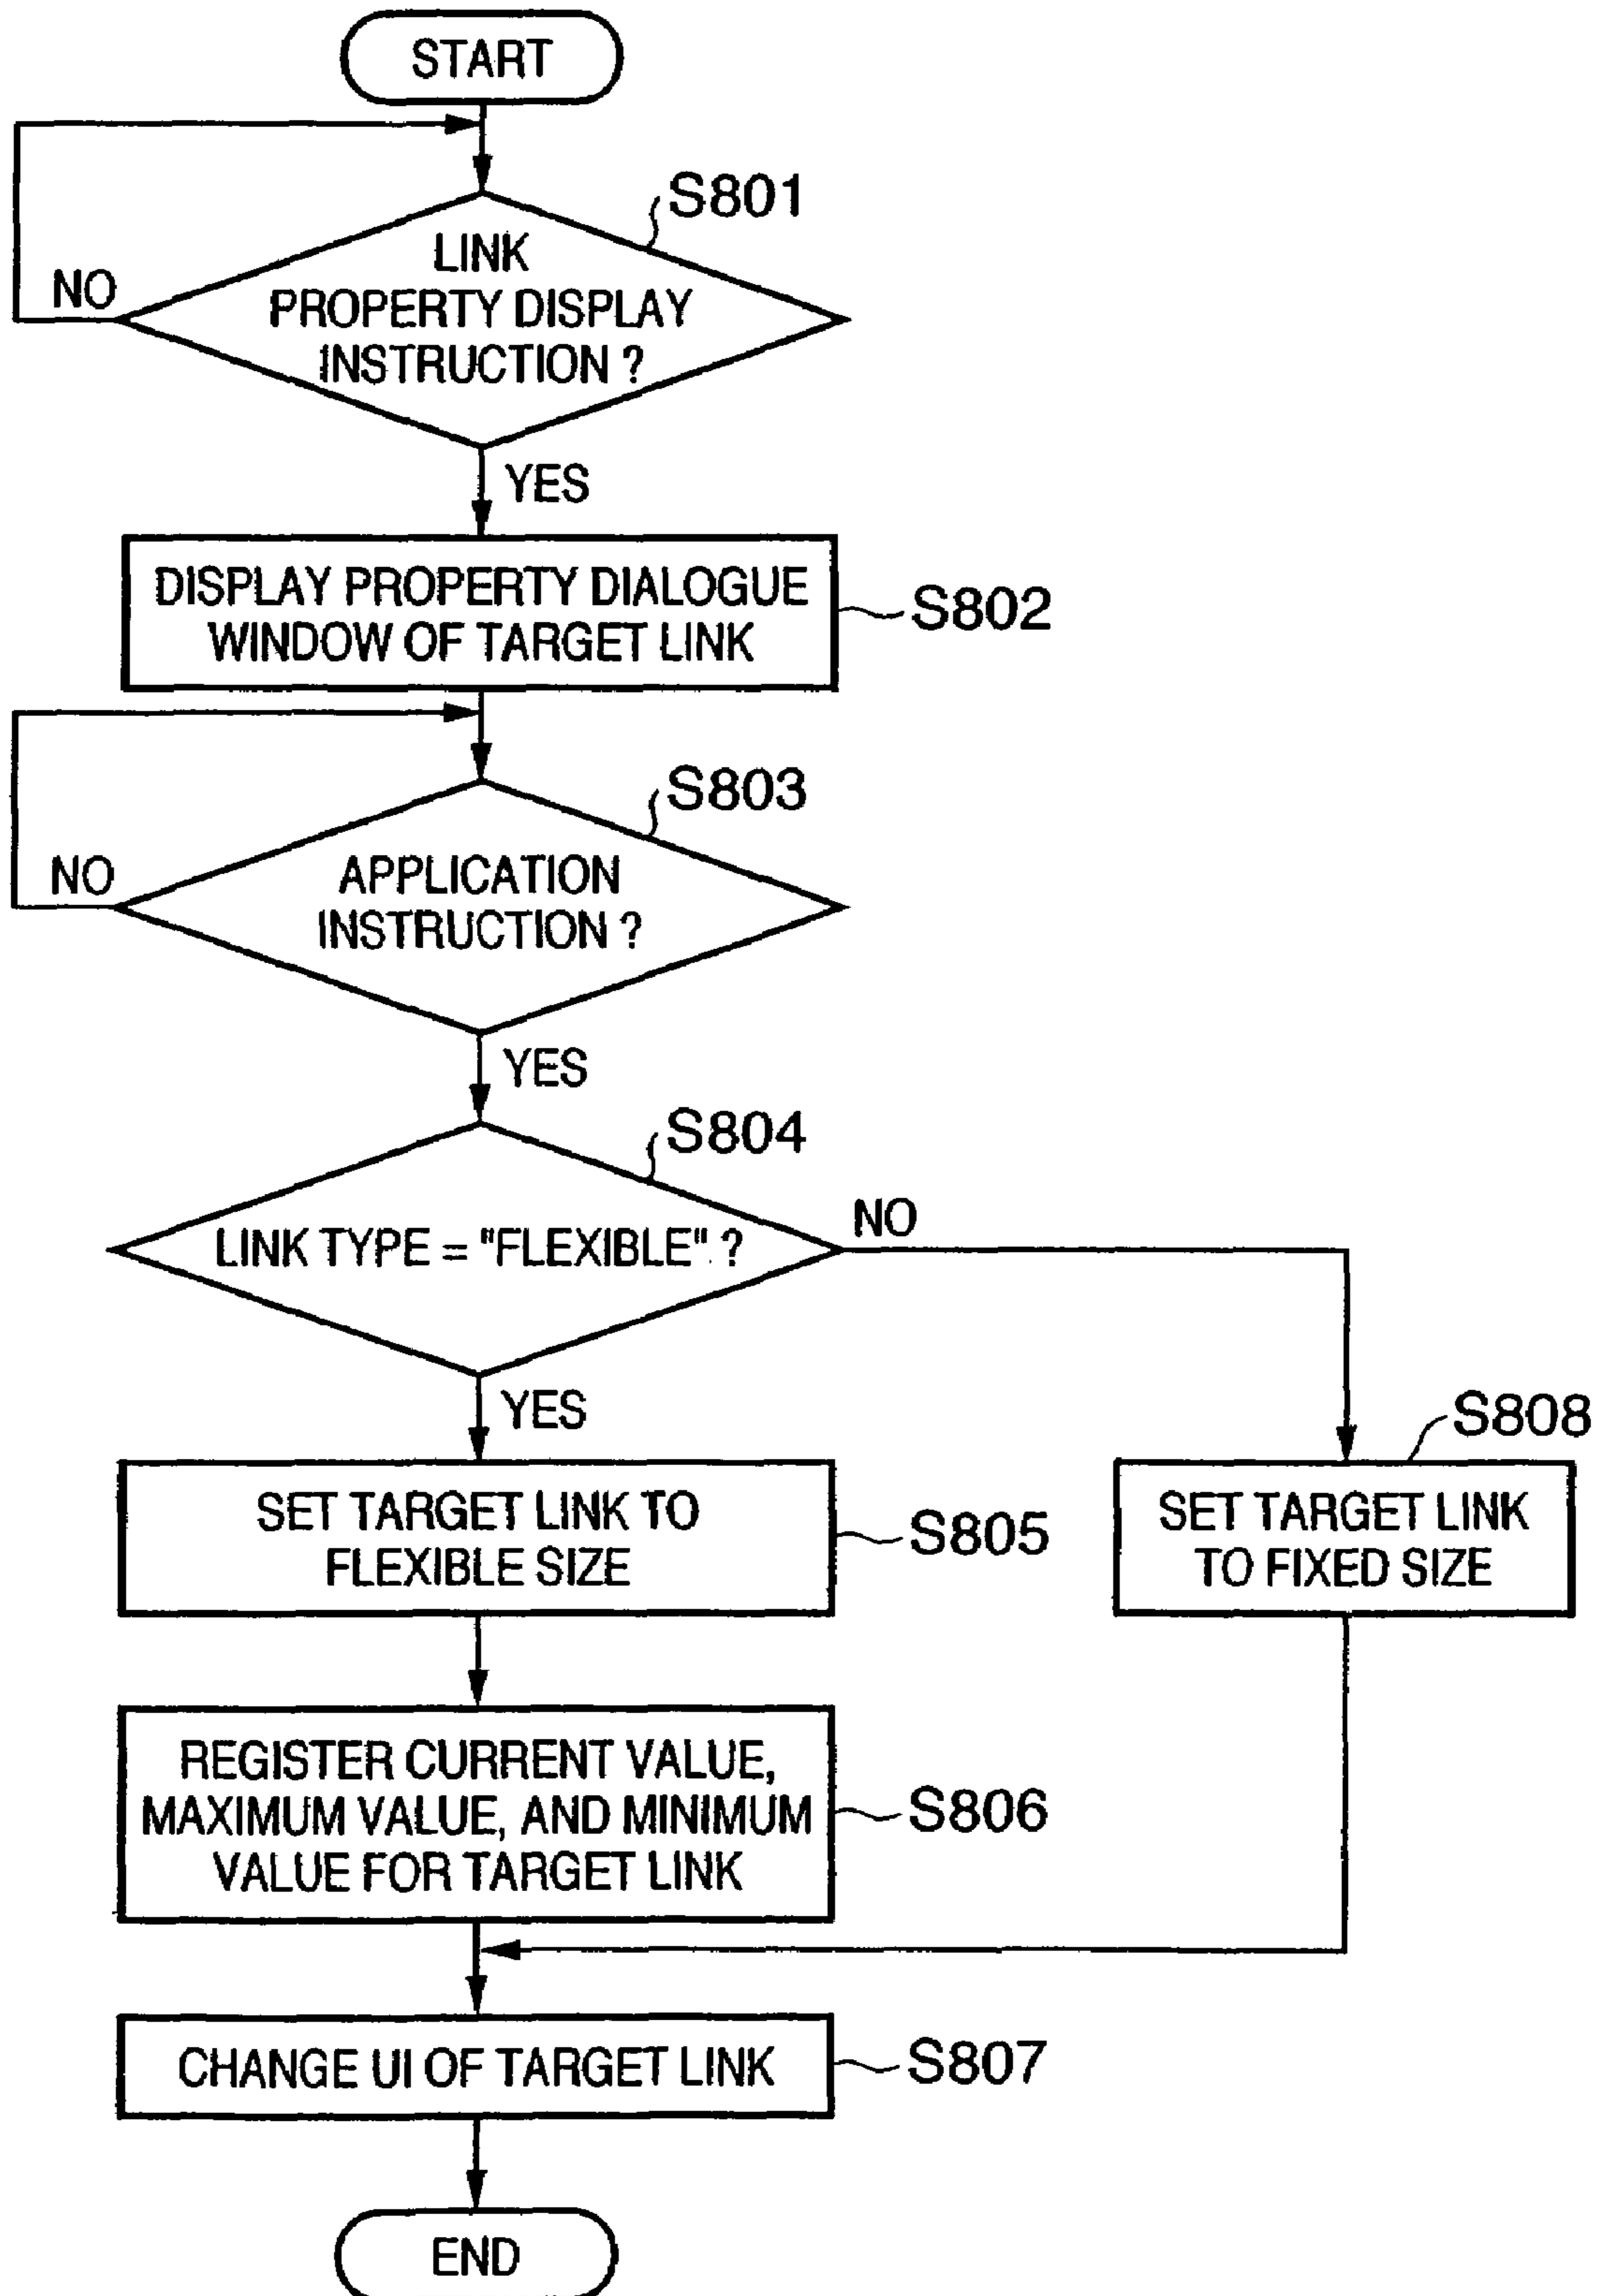 START
S801
LINK
PROPERTY DISPLAY
INSTRUCTION ?
NO
YES
DISPLAY PROPERTY DIALOGUE
WINDOW OF TARGET LINK
S802
S803
APPLICATION
INSTRUCTION ?
NO
YES
S804
LINK TYPE = "FLEXIBLE" ?
NO
YES
S808
SET TARGET LINK TO
FLEXIBLE SIZE
S805
SET TARGET LINK
TO FIXED SIZE
REGISTER CURRENT VALUE,
MAXIMUM VALUE, AND MINIMUM
VALUE FOR TARGET LINK
S806
CHANGE UI OF TARGET LINK
S807
END